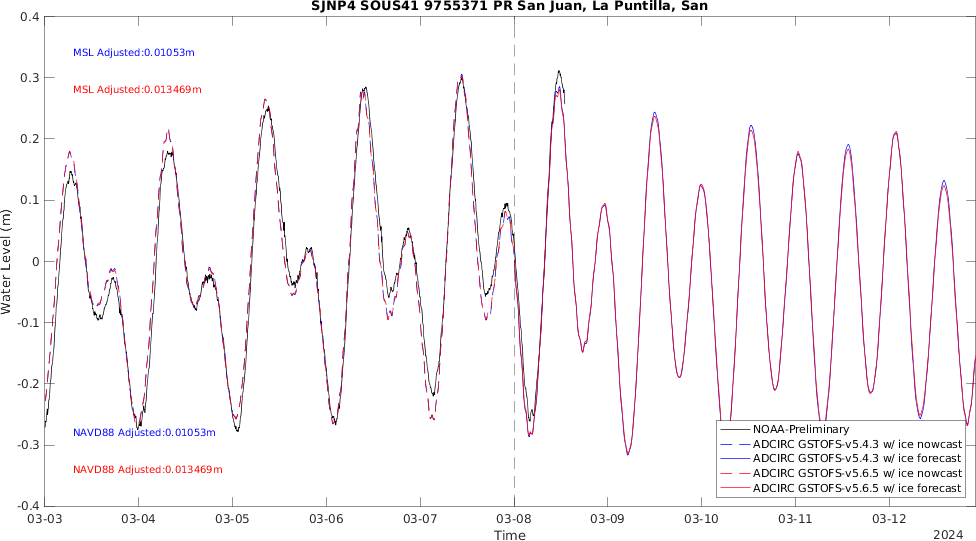 SJNP4 SOUS41 9755371 PR San Juan, La Puntilla, San
0.4
MSL Adjusted:0.01053m
0.3
MSL Adjusted:0.013469m
0.2
0.1
0
-0.1
-0.2
-0.3
-0.4
Water Level (m)
NAVD88 Adjusted:0.01053m
NAVD88 Adjusted:0.013469m
NOAA-Preliminary
ADCIRC GSTOFS-v5.4.3 w/ ice nowcast
ADCIRC GSTOFS-v5.4.3 w/ ice forecast
ADCIRC GSTOFS-v5.6.5 w/ ice nowcast
ADCIRC GSTOFS-v5.6.5 w/ ice forecast
03-03 03-04 03-05 03-06 03-07 03-08 03-09 03-10 03-11 03-12
Time
2024